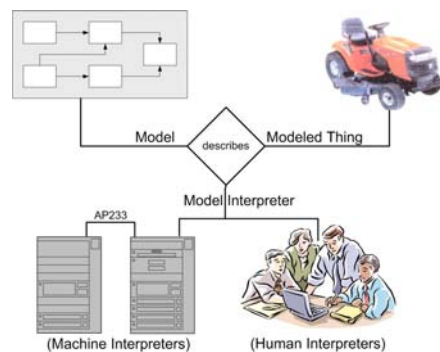 describes
Model
Modeled Thing
Model Interpreter
AP233
(Machine Interpreters)
(Human Interpreters)